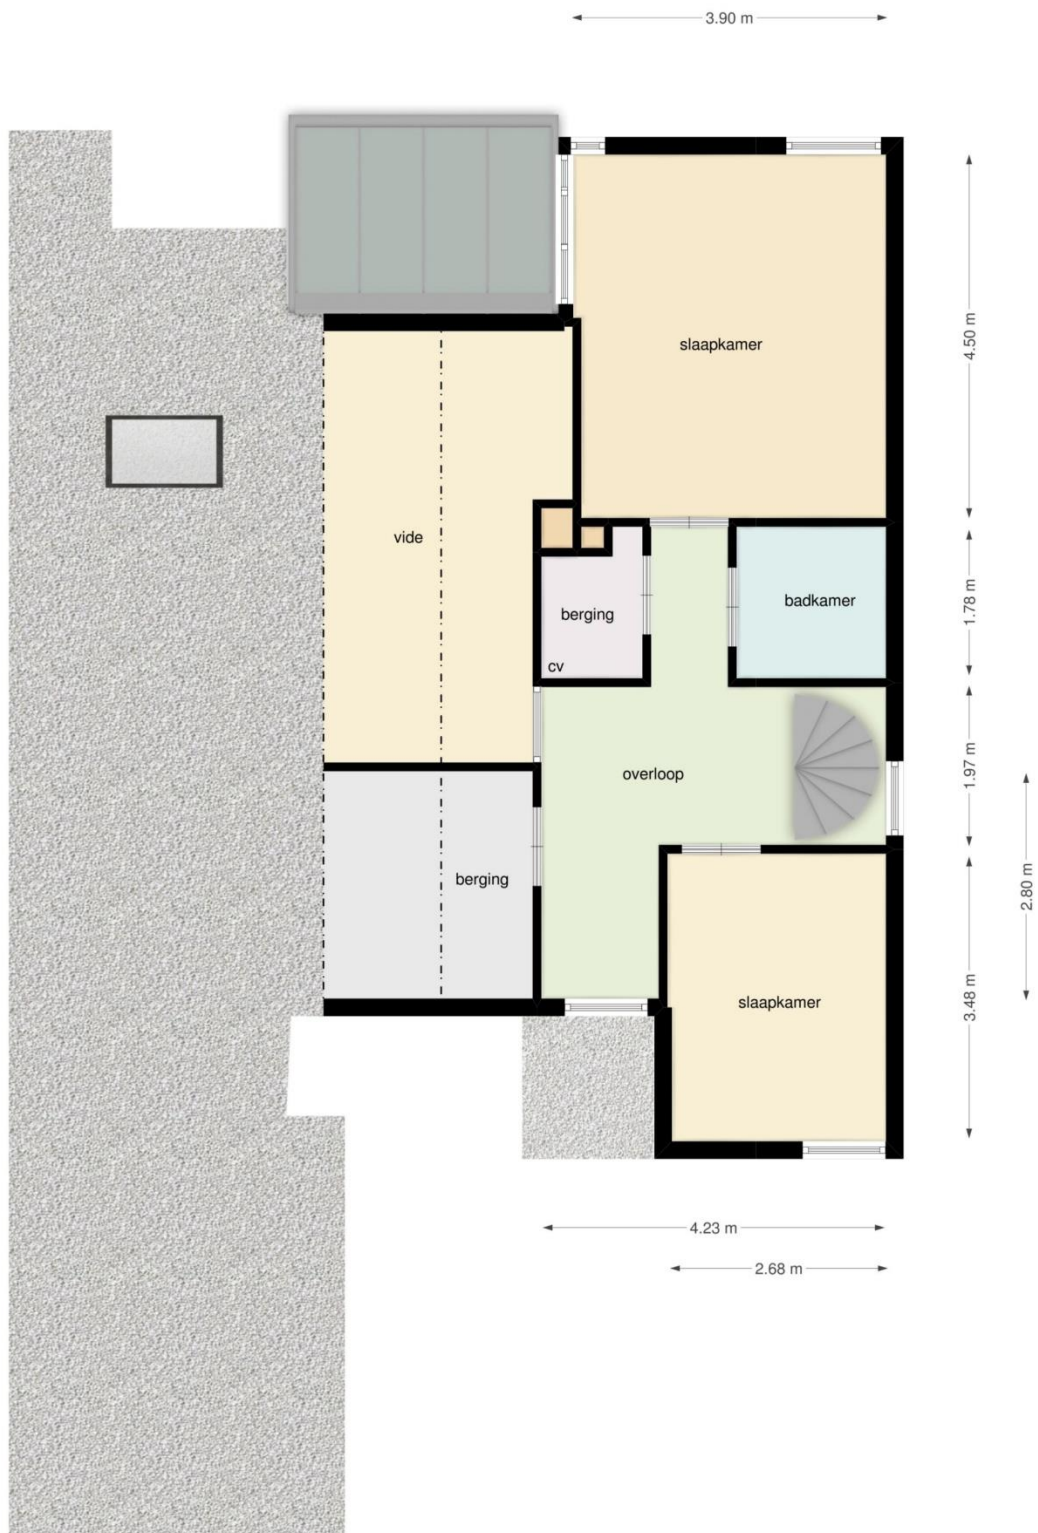 3.90 m
slaapkamer
4.50 m
vide
berging
cv
badkamer
1.78 m
overloop
1.97 m
berging
2.80 m
slaapkamer
3.48 m
4.23 m
2.68 m